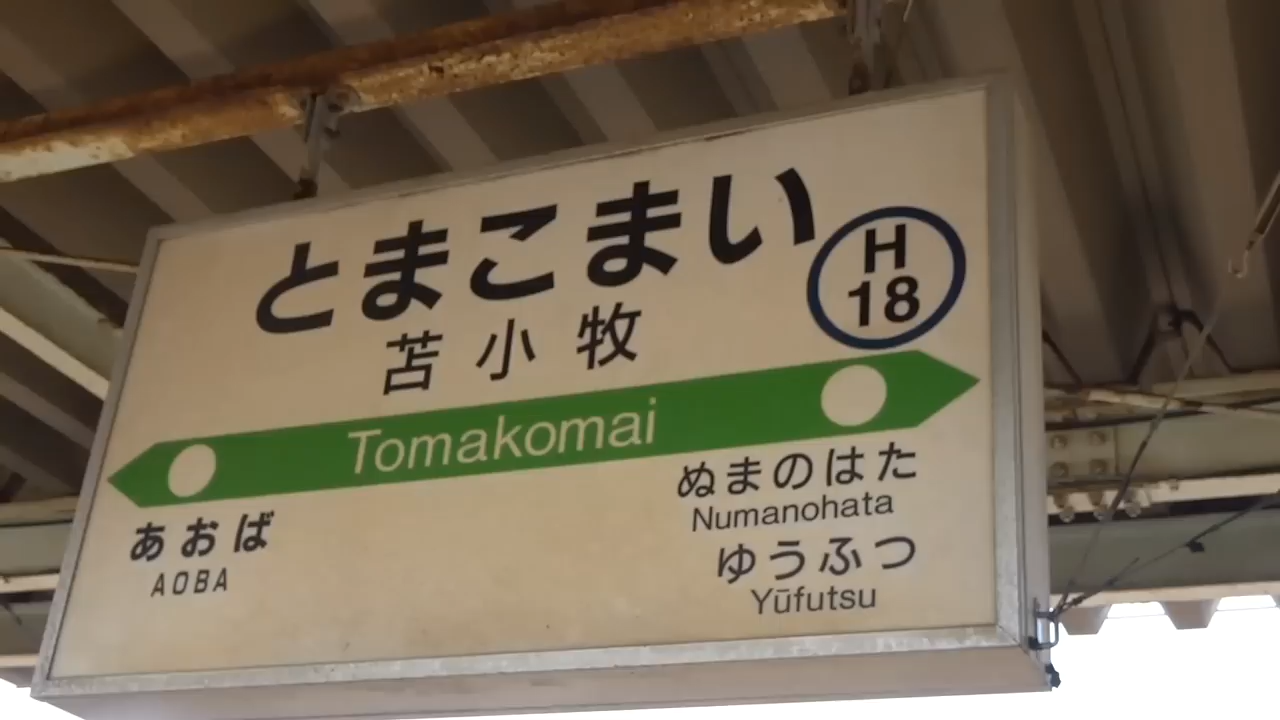 とまこまい
H
18
苫小牧
Tomakomai
あおば
AOBA
ぬまのはた
Numanohata
ゆうふつ
Yūfutsu